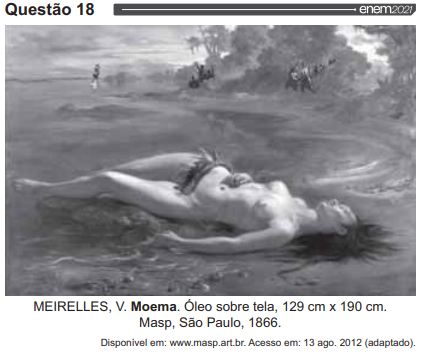 Questão 18
enem2021
MEIRELLES, V. Moema. Óleo sobre tela, 129 cm x 190 cm.
Masp, São Paulo, 1866.
Disponível em: www.masp.art.br. Acesso em: 13 ago. 2012 (adaptado).